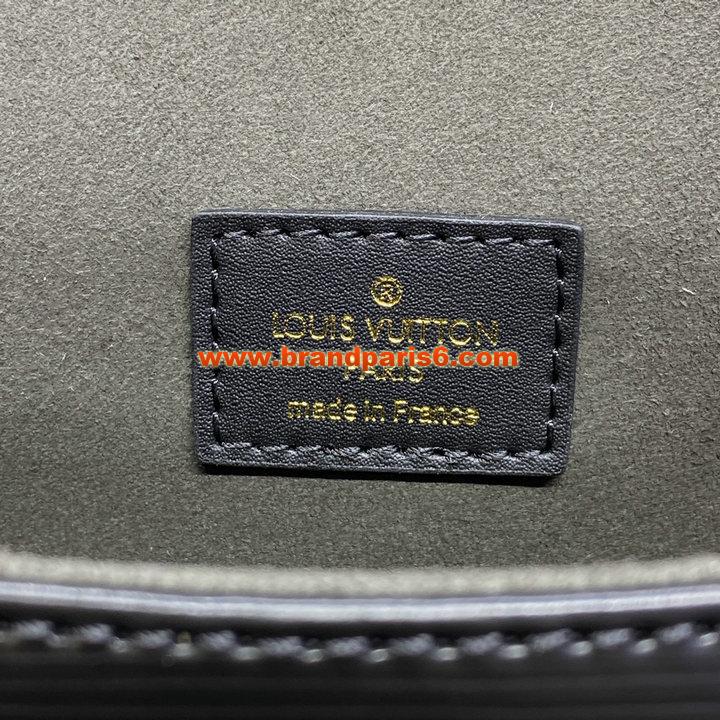 ®
LOUIS VUITTON
www.brandparis6.com
PARIS
made in France